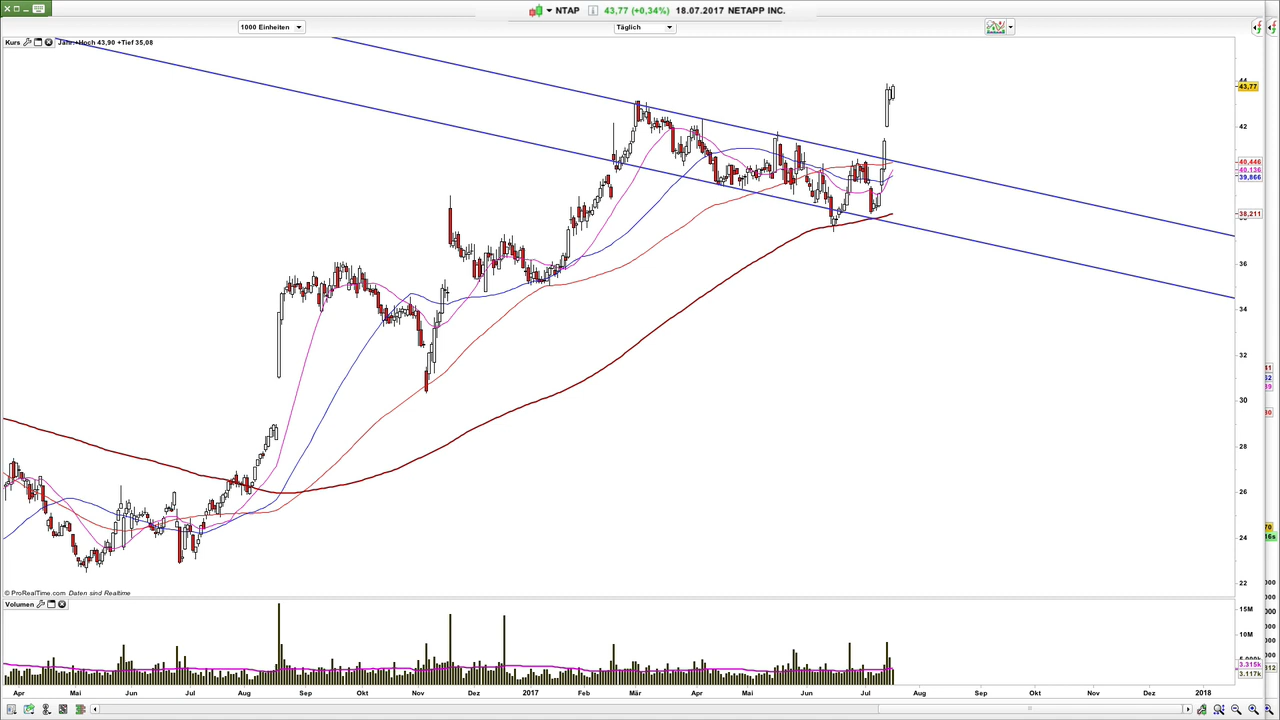 NTAP 43,77 (+0,34%) 18.07.2017 NETAPP INC.
1000 Einheiten
Täglich
Kurs
Jahr:+Hoch 43,90 +Tief 35,08
44
43,77
42
40,446
40,136
39,866
38,211
36
34
32
30
28
26
24
22
© ProRealTime.com Daten sind Realtime
Volumen
15M
10M
3.315k
3.117k
Apr Mai Jun Jul Aug Sep Okt Nov Dez 2017 Feb Mär Apr Mai Jun Jul Aug Sep Okt Nov Dez 2018